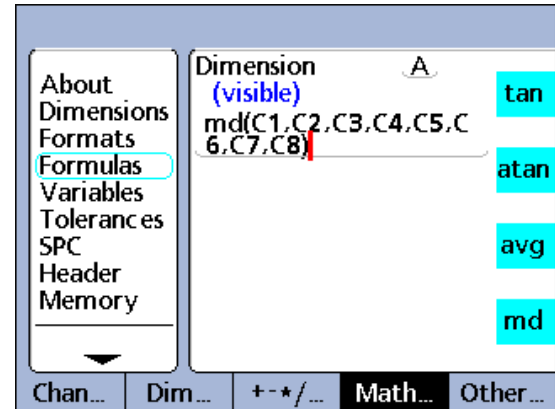 About
Dimensions
Formats
Formulas
Variables
Tolerances
SPC
Header
Memory
Dimension A
(visible)
md(C1,C2,C3,C4,C5,C
6,C7,C8)
tan
atan
avg
md
Chan...
Dim...
+-*/...
Math...
Other...